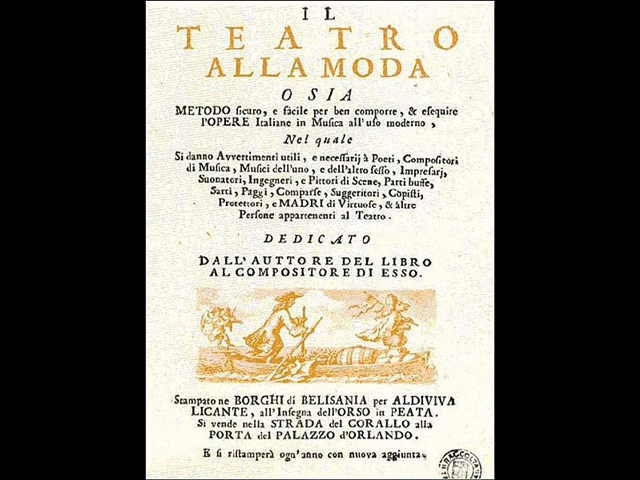 IL
TEATRO
ALLA MODA
O SIA
METODO sicuro, e facile per ben comporre, & esequire
l'OPERE Italiane in Musica all'uso moderno,
Nel quale
Si danno Avvertimenti utili, e necessarij à Poeti, Compositori
di Musica, Musici dell'uno, e dell'altro sesso, Impresarj,
Suonatori, Ingegneri, e Pittori di Scene, Parti buffe,
Sarti, Paggi, Comparse, Suggeritori, Copisti,
Protettori, e MADRI di Virtuose, & altre
Persone appartenenti al Teatro.
DEDICATO
DALL'AUTTORE DEL LIBRO
AL COMPOSITORE DI ESSO.
Stampato ne BORGHI di BELISANIA per ALDIVIVA
LICANTE, all'Insegna dell'ORSO in PEATA.
Si vende nella STRADA del CORALLO alla
PORTA del PALAZZO d'ORLANDO.
E si ristamperà ogn'anno con nuova aggiunta.